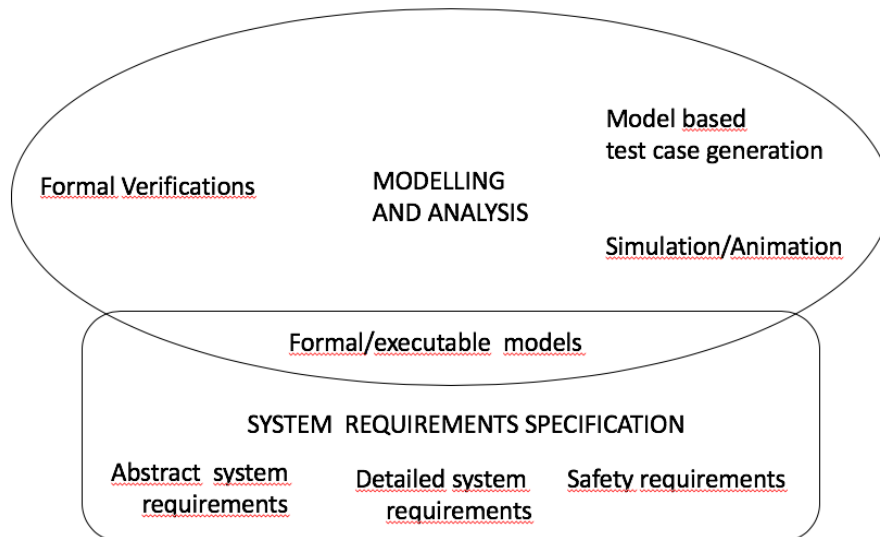 Model based
test case generation
Formal Verifications
MODELLING
AND ANALYSIS
Simulation/Animation
Formal/executable models
SYSTEM REQUIREMENTS SPECIFICATION
Abstract system
requirements
Detailed system
requirements
Safety requirements